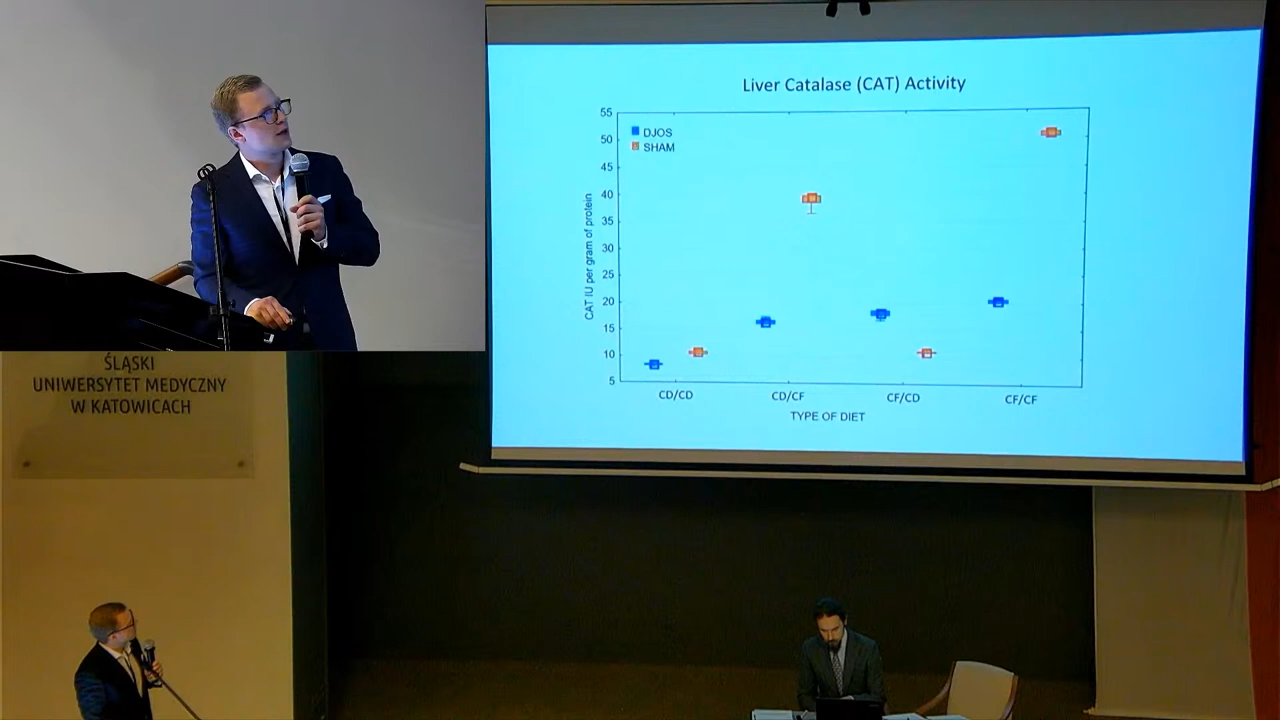 Liver Catalase (CAT) Activity
55
50
45
40
35
30
25
20
15
10
5
CAT IU per gram of protein
DJOS
SHAM
CD/CD CD/CF CF/CD CF/CF
TYPE OF DIET
ŚLĄSKI
UNIWERSYTET MEDYCZNY
W KATOWICACH